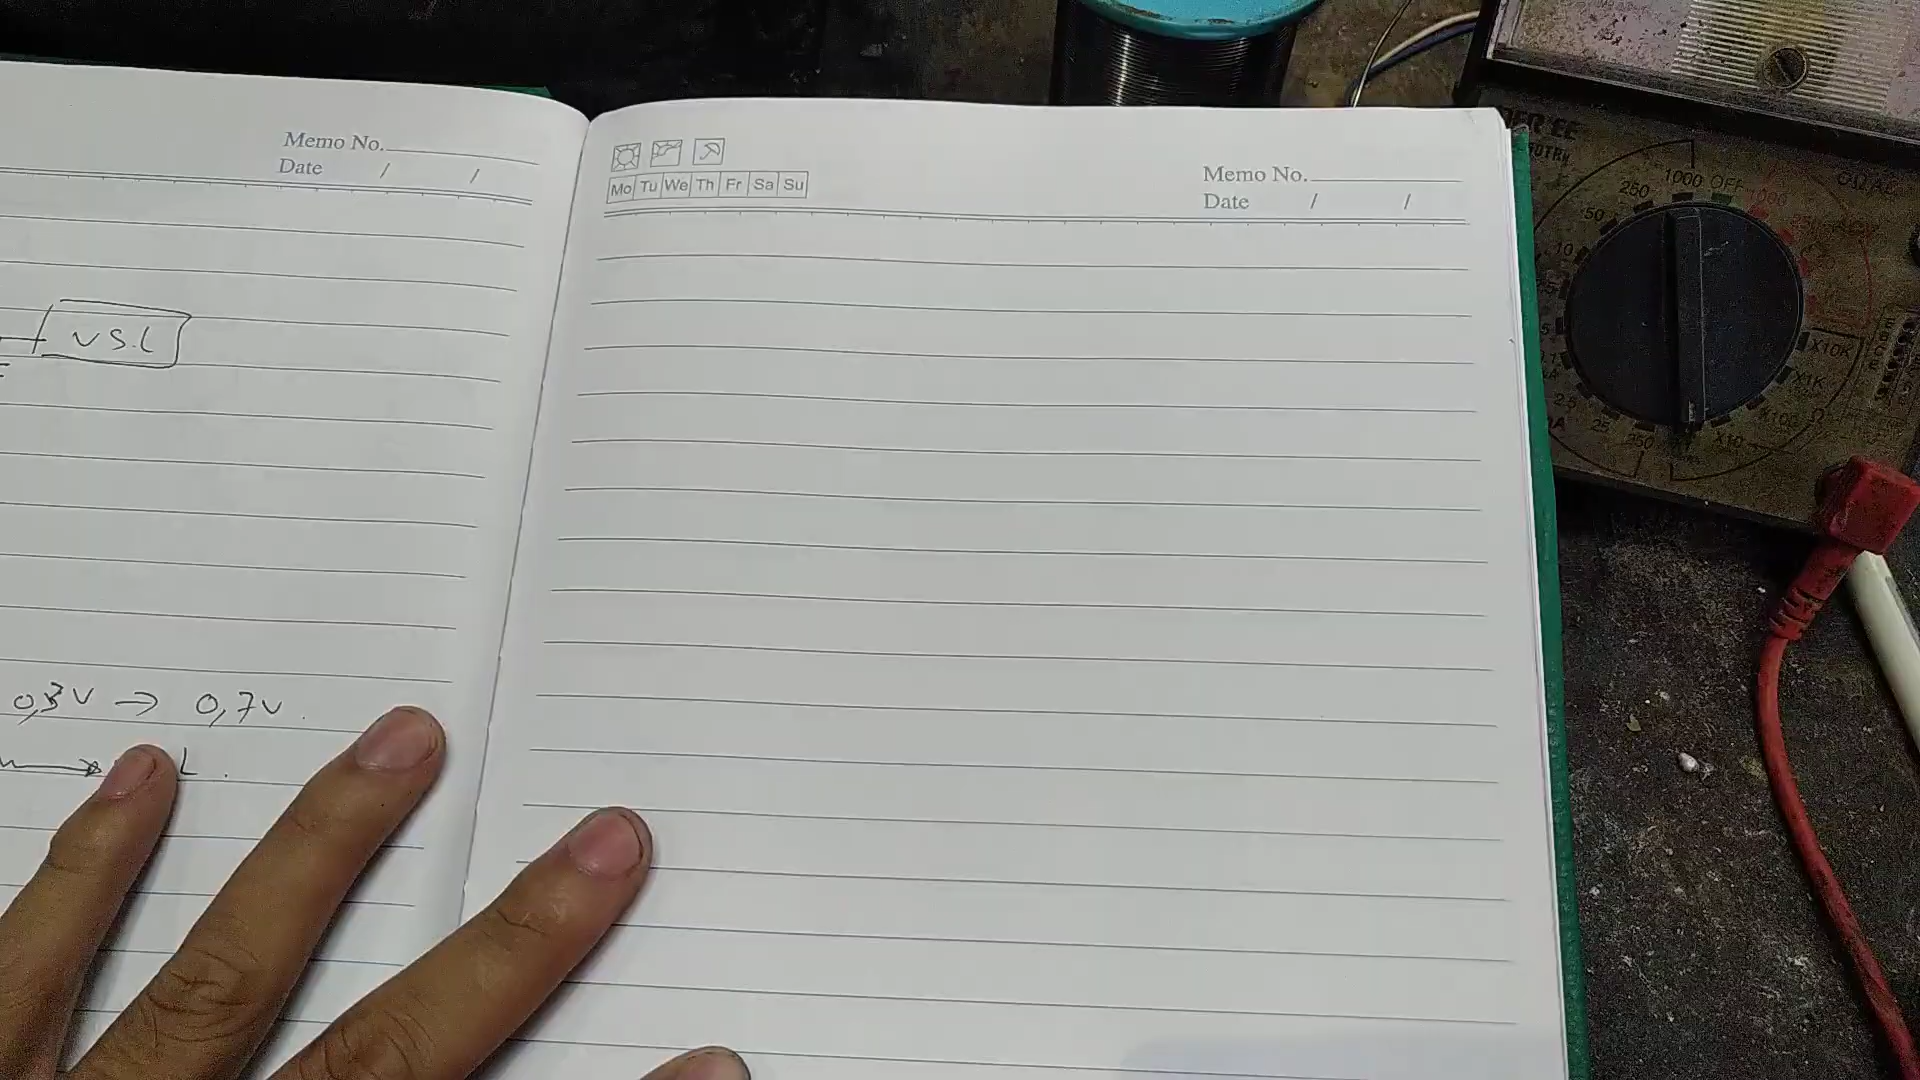 Memo No.
Date / /
VS.L
0,3V → 0,7V.
L.
Mo Tu We Th Fr Sa Su
Memo No.
Date / /
1000 OFF
250
50
10
X10K
X1K
X100 Ω
X10
25 250
2.5